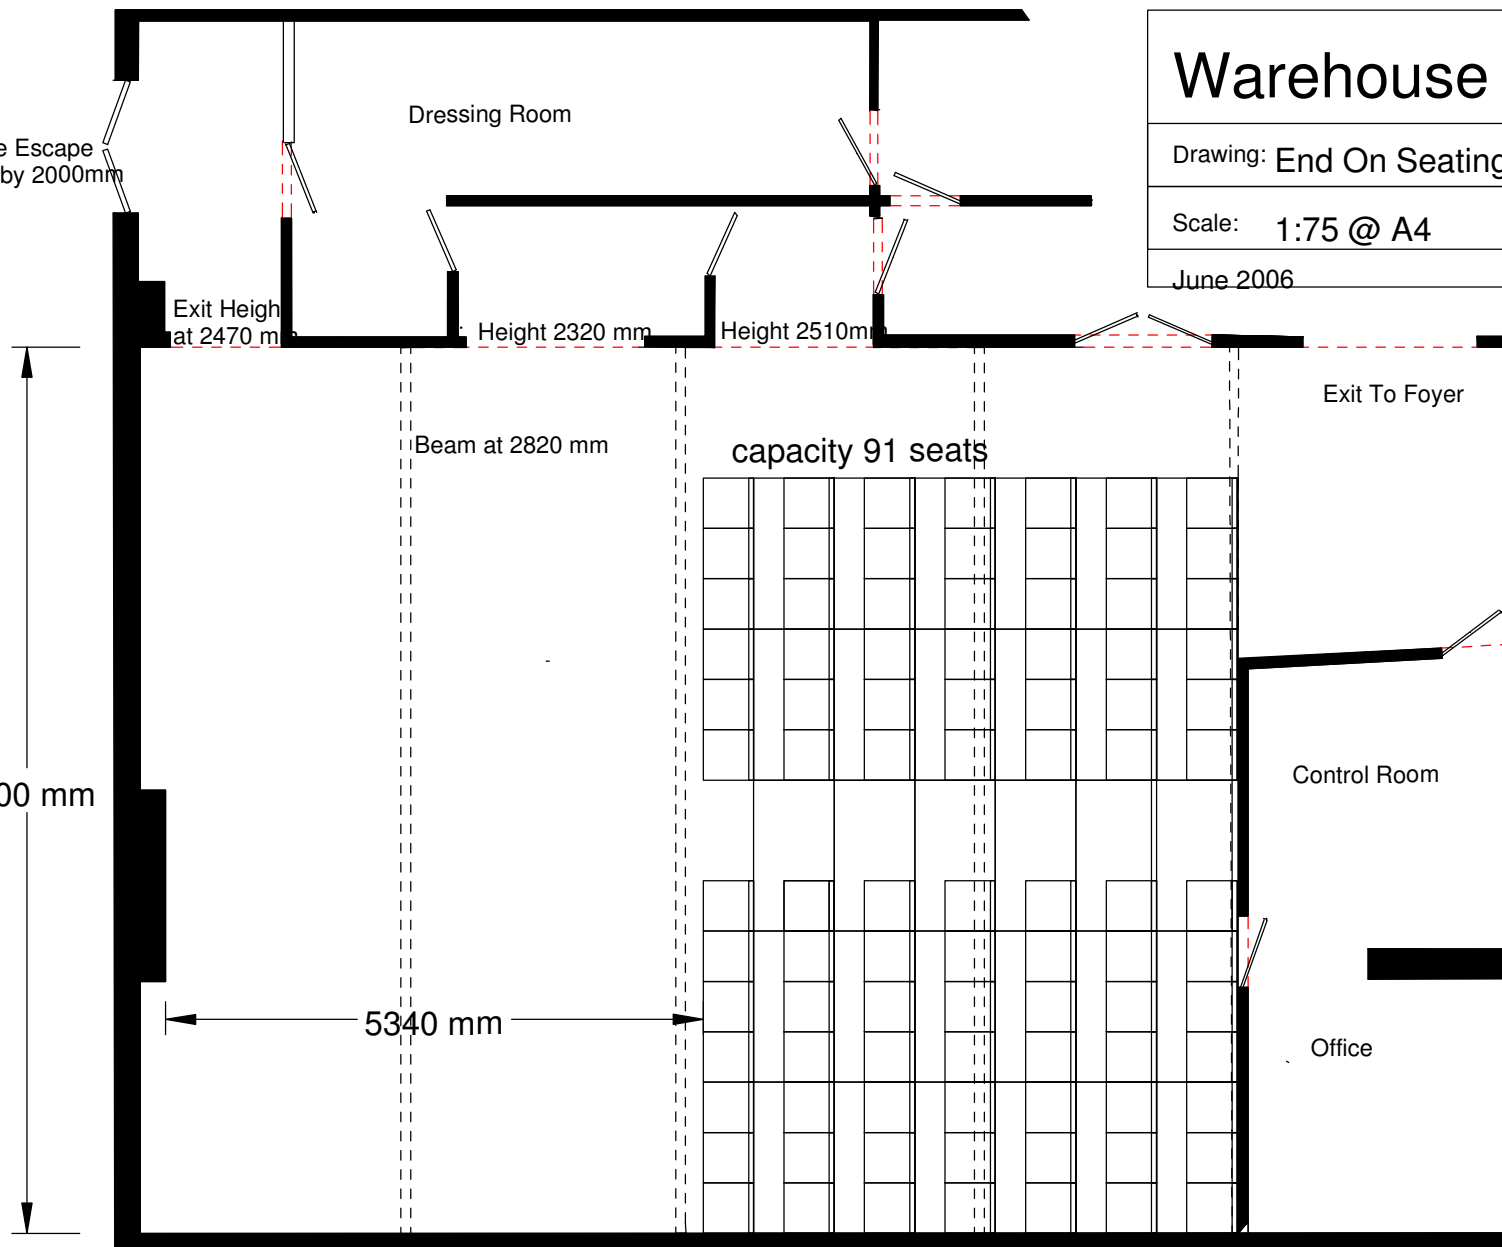 Warehouse
Drawing: End On Seating
Scale: 1:75 @ A4
June 2006
Dressing Room
e Escape
by 2000mm
Exit Heigh
at 2470 mm
Height 2320 mm
Height 2510mm
Exit To Foyer
Beam at 2820 mm
capacity 91 seats
Control Room
00 mm
5340 mm
Office